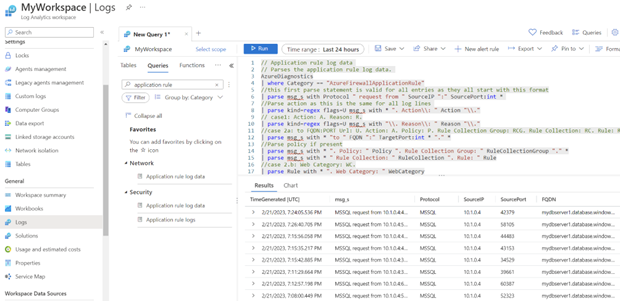 MyWorkspace | Logs
Log Analytics workspace
Search
New Query 1*
Feedback
Queries
MyWorkspace
Select scope
Run
Time range : Last 24 hours
Save
Share
New alert rule
Export
Pin to
Form
Settings
Locks
Agents management
Legacy agents management
Custom logs
Computer Groups
Data export
Linked storage accounts
Network isolation
Tables
General
Workspace summary
Workbooks
Logs
Solutions
Usage and estimated costs
Properties
Service Map
Workspace Data Sources
Tables
Queries
Functions
application rule
Filter
Group by: Category
Collapse all
Favorites
You can add favorites by clicking on the
icon
Network
Application rule log data
Security
Application rule log data
Application rule logs
1 // Application rule log data
2 // Parses the application rule log data.
3 AzureDiagnostics
4 | where Category == "AzureFirewallApplicationRule"
5 //this first parse statement is valid for all entries as they all start with this format
6 | parse msg_s with Protocol " request from " SourceIP ":" SourcePort:int *
7 //Parse action as this is the same for all log lines
8 | parse kind=regex flags=U msg_s with * ". Action\\: " Action "\\."
9 // case1: Action: A. Reason: R.
10 | parse kind=regex flags=U msg_s with "\\. Reason\\: " Reason "\\."
11 //case 2a: to FQDN:PORT Url: U. Action: A. Policy: P. Rule Collection Group: RCG. Rule Collection: RC. Rule: R
12 | parse msg_s with * "to " FQDN ":" TargetPort:int * "." *
13 //Parse policy if present
14 | parse msg_s with * ". Policy: " Policy ". Rule Collection Group: " RuleCollectionGroup "." *
15 | parse msg_s with * " Rule Collection: " RuleCollection ". Rule: " Rule
16 //case 2.b: Web Category: WC.
17 | parse Rule with * ". Web Category: " WebCategory
Results
Chart
TimeGenerated [UTC]
msg_s
Protocol
SourceIP
SourcePort
FQDN
2/21/2023, 7:24:05.536 PM MSSQL request from 10.1.0.4:4... MSSQL 10.1.0.4 42379 mydbserver1.database.window...
2/21/2023, 7:26:40.705 PM MSSQL request from 10.1.0.4:5... MSSQL 10.1.0.4 58105 mydbserver1.database.window...
2/21/2023, 7:15:56.058 PM MSSQL request from 10.1.0.4:4... MSSQL 10.1.0.4 44403 mydbserver1.database.window...
2/21/2023, 7:15:35.217 PM MSSQL request from 10.1.0.4:4... MSSQL 10.1.0.4 43153 mydbserver1.database.window...
2/21/2023, 7:15:42.885 PM MSSQL request from 10.1.0.4:3... MSSQL 10.1.0.4 34529 mydbserver1.database.window...
2/21/2023, 7:11:29.664 PM MSSQL request from 10.1.0.4:3... MSSQL 10.1.0.4 39661 mydbserver1.database.window...
2/21/2023, 7:12:57.198 PM MSSQL request from 10.1.0.4:6... MSSQL 10.1.0.4 60387 mydbserver1.database.window...
2/21/2023, 7:08:00.449 PM MSSQL request from 10.1.0.4:5... MSSQL 10.1.0.4 52323 mydbserver1.database.window...